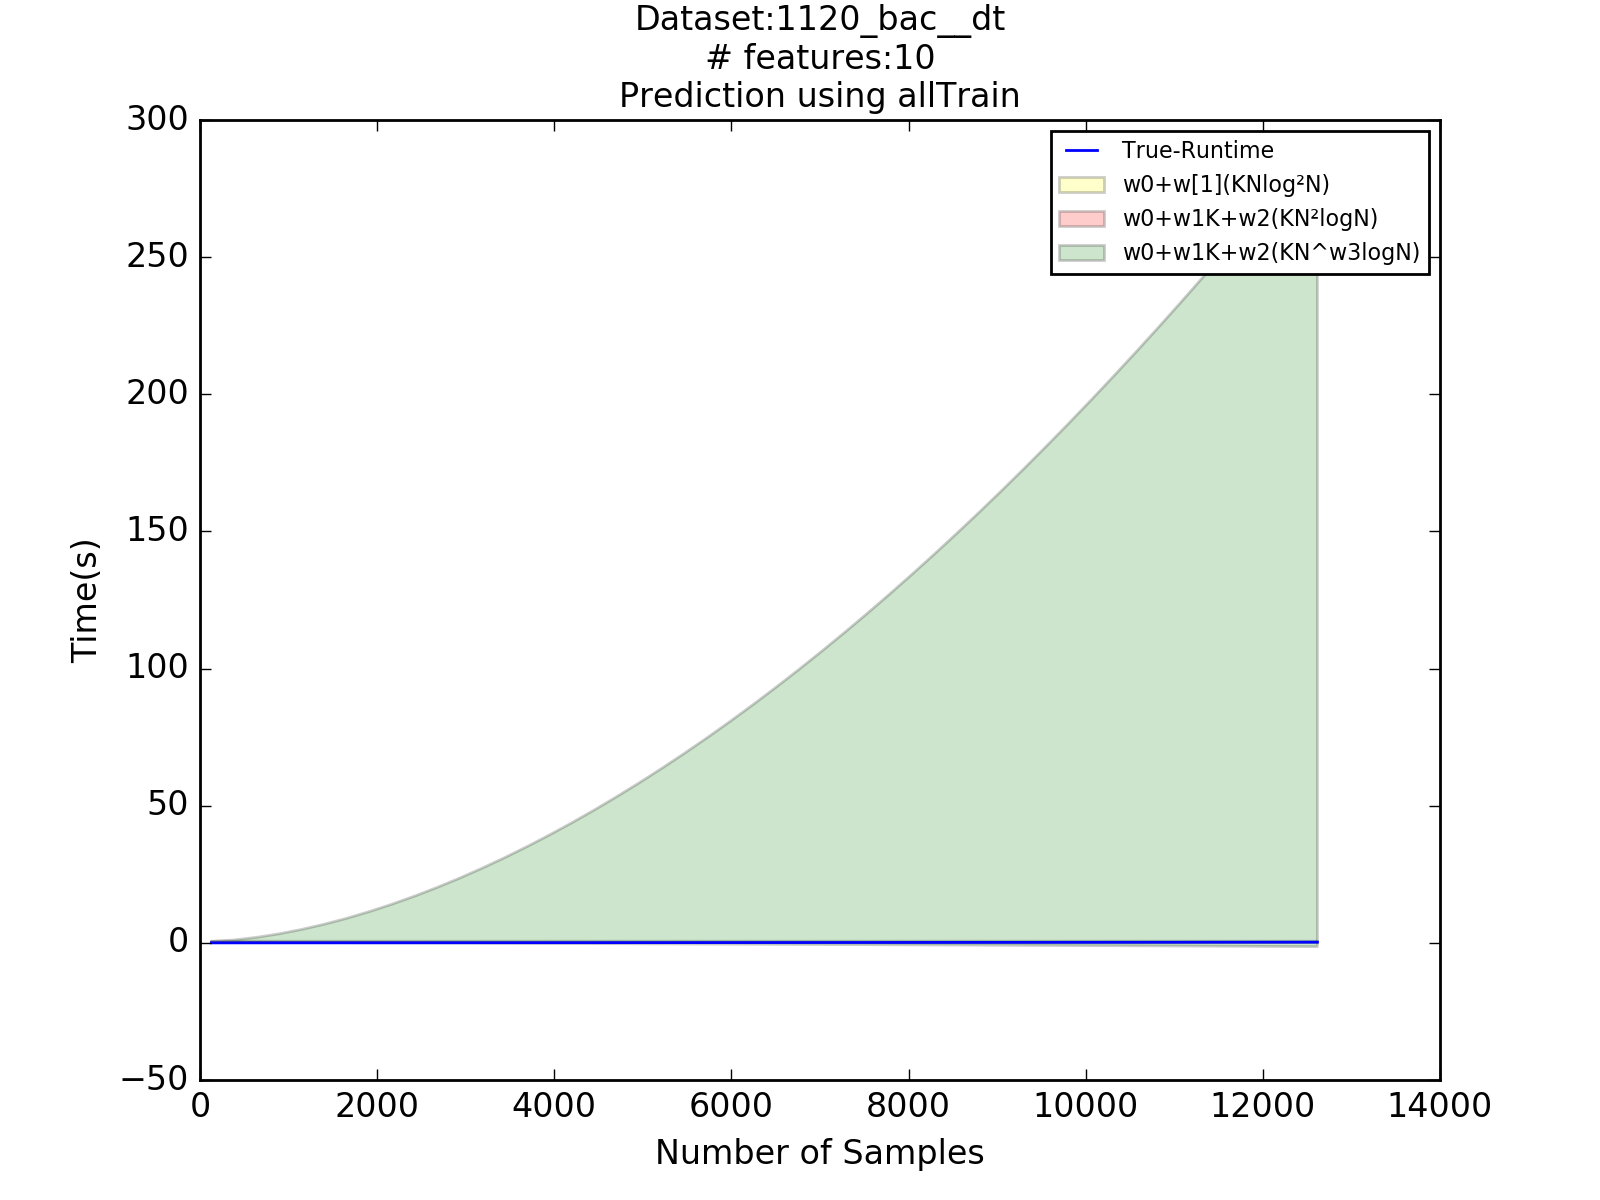 Dataset:1120_bac__dt
# features:10
Prediction using allTrain
300
250
200
150
100
50
0
−50
Time(s)
True-Runtime
w0+w[1](KNlog²N)
w0+w1K+w2(KN²logN)
w0+w1K+w2(KN^w3logN)
0 2000 4000 6000 8000 10000 12000 14000
Number of Samples